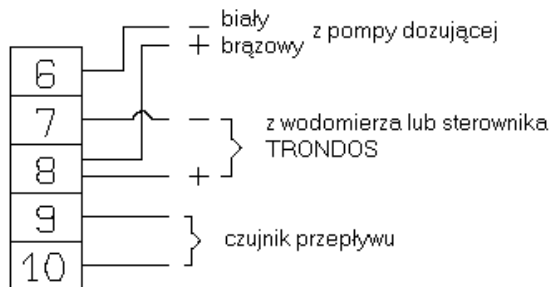 − biały
+ brązowy
z pompy dozującej
6
7
−
z wodomierza lub sterownika
TRONDOS
8
+
9
czujnik przepływu
10